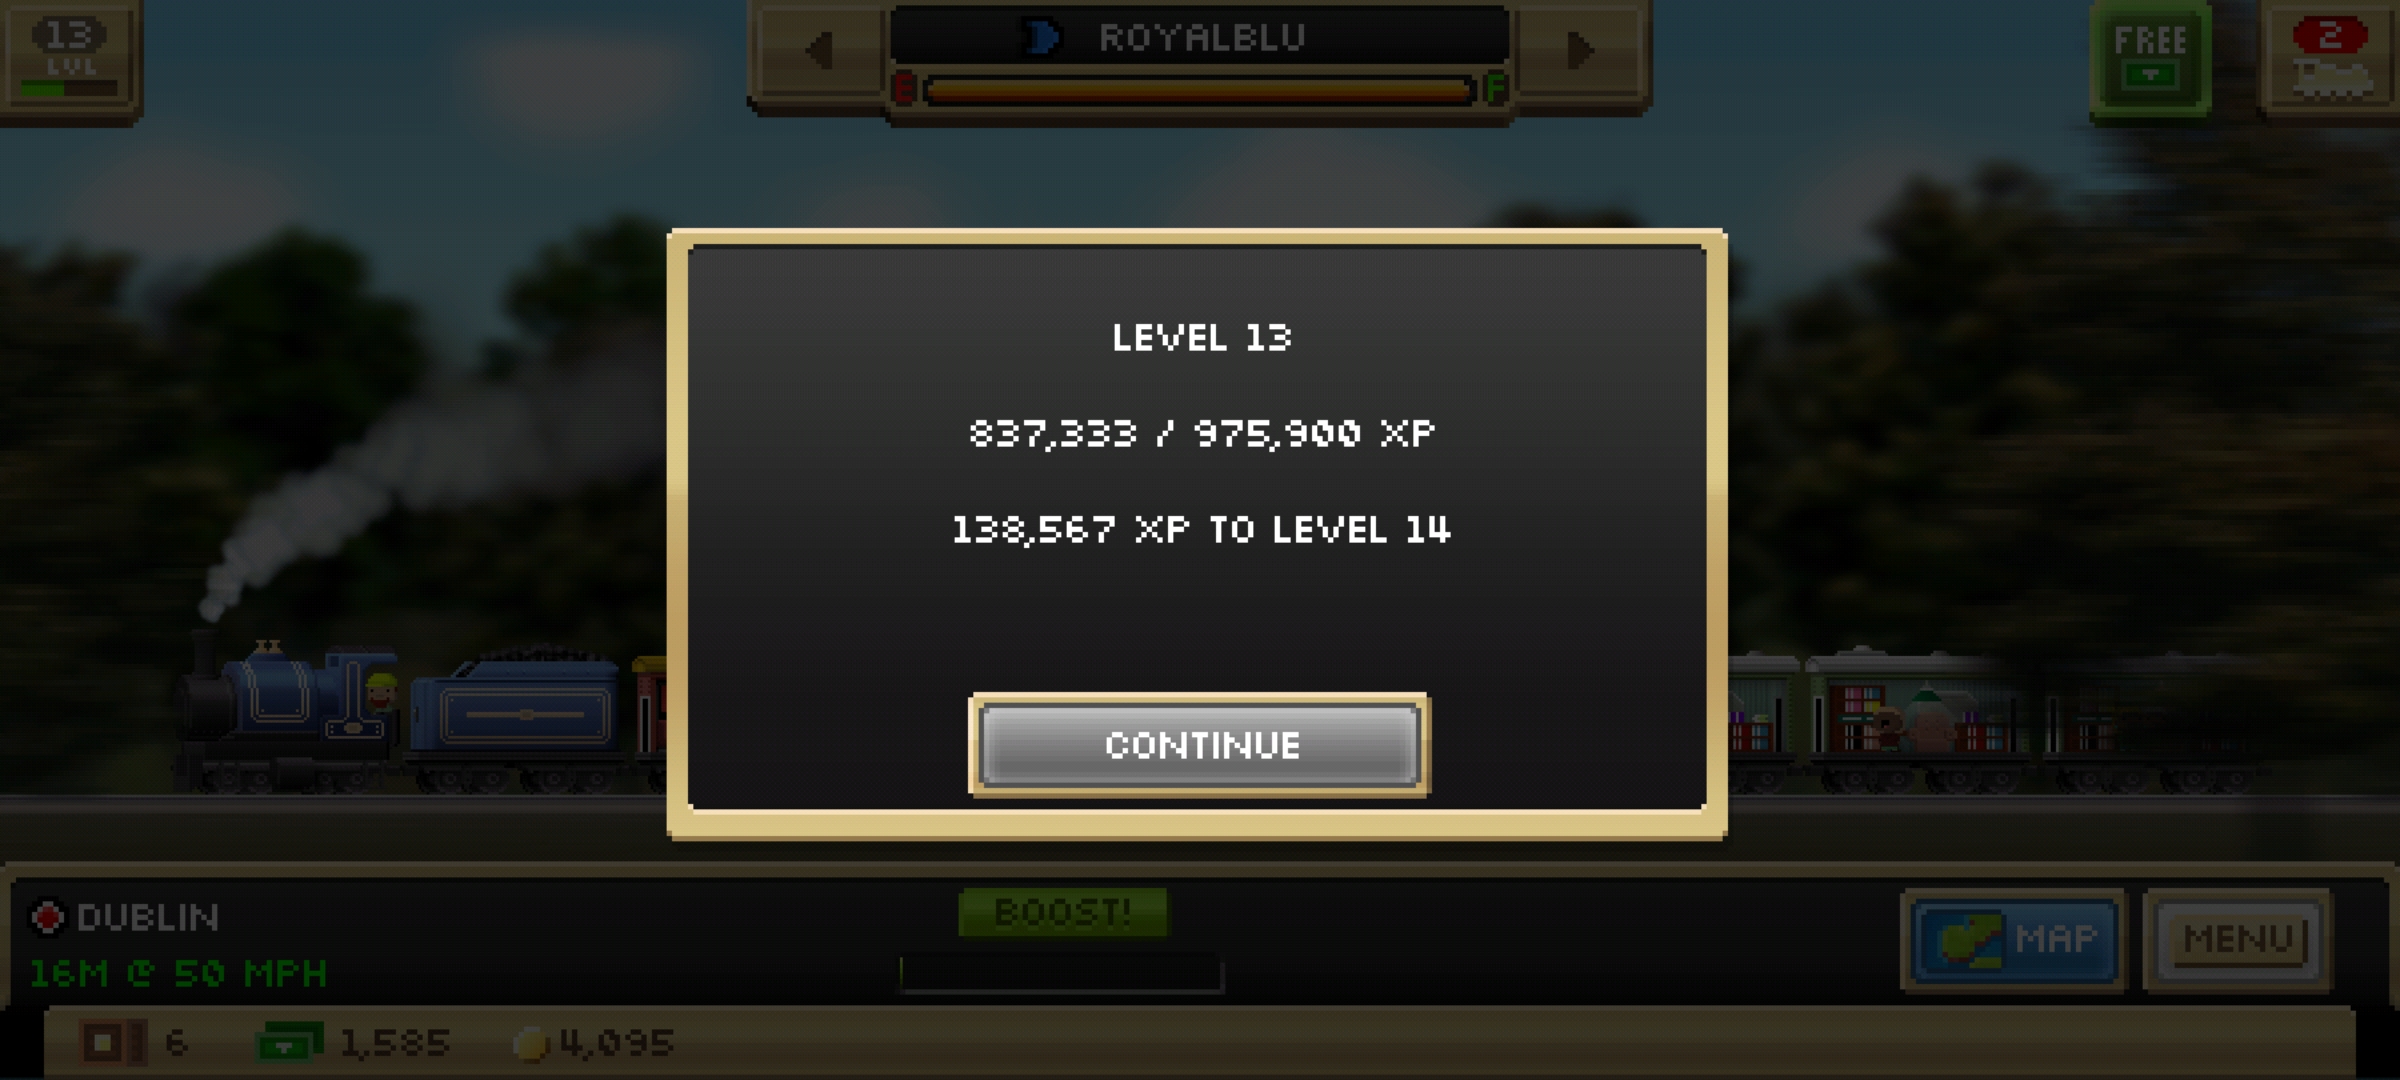 13
LVL
ROYALBLU
E
F
FREE
2
LEVEL 13
837,333 / 975,900 XP
138,567 XP TO LEVEL 14
CONTINUE
DUBLIN
16M @ 50 MPH
BOOST!
MAP
MENU
6
1,585
4,095